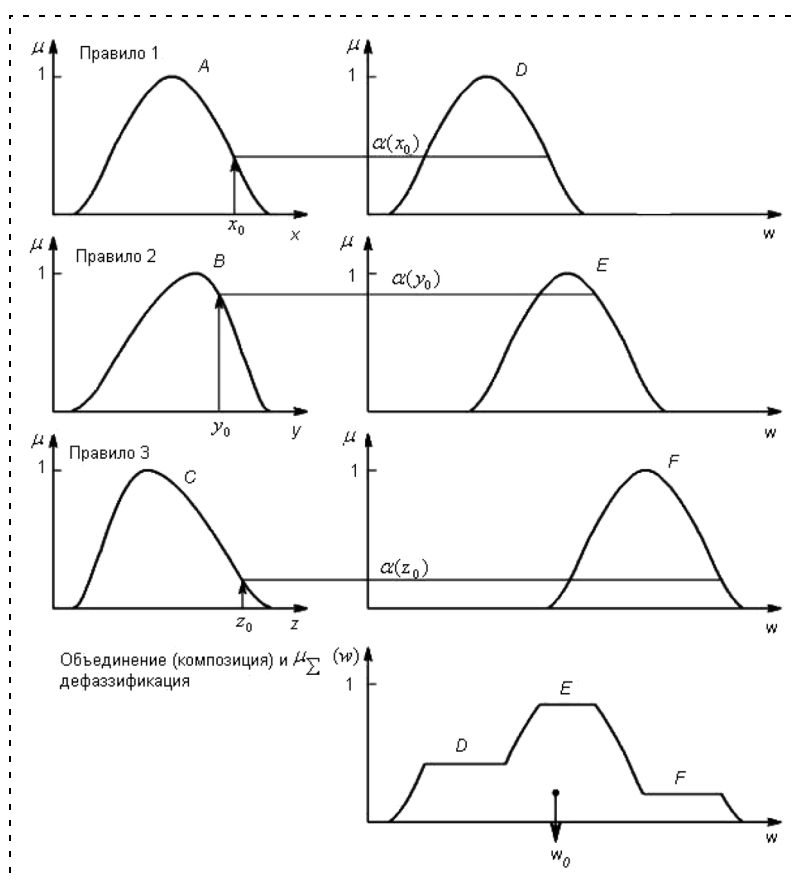 μ Правило 1 A μ D
1 1
α(x₀)
x₀ x w
μ Правило 2 B μ E
1 1
α(y₀)
y₀ y w
μ Правило 3 C μ F
1 1
α(z₀)
z₀ z w
Объединение (композиция) и μ_Σ (w)
дефаззификация 1
E
D
F
w
w₀